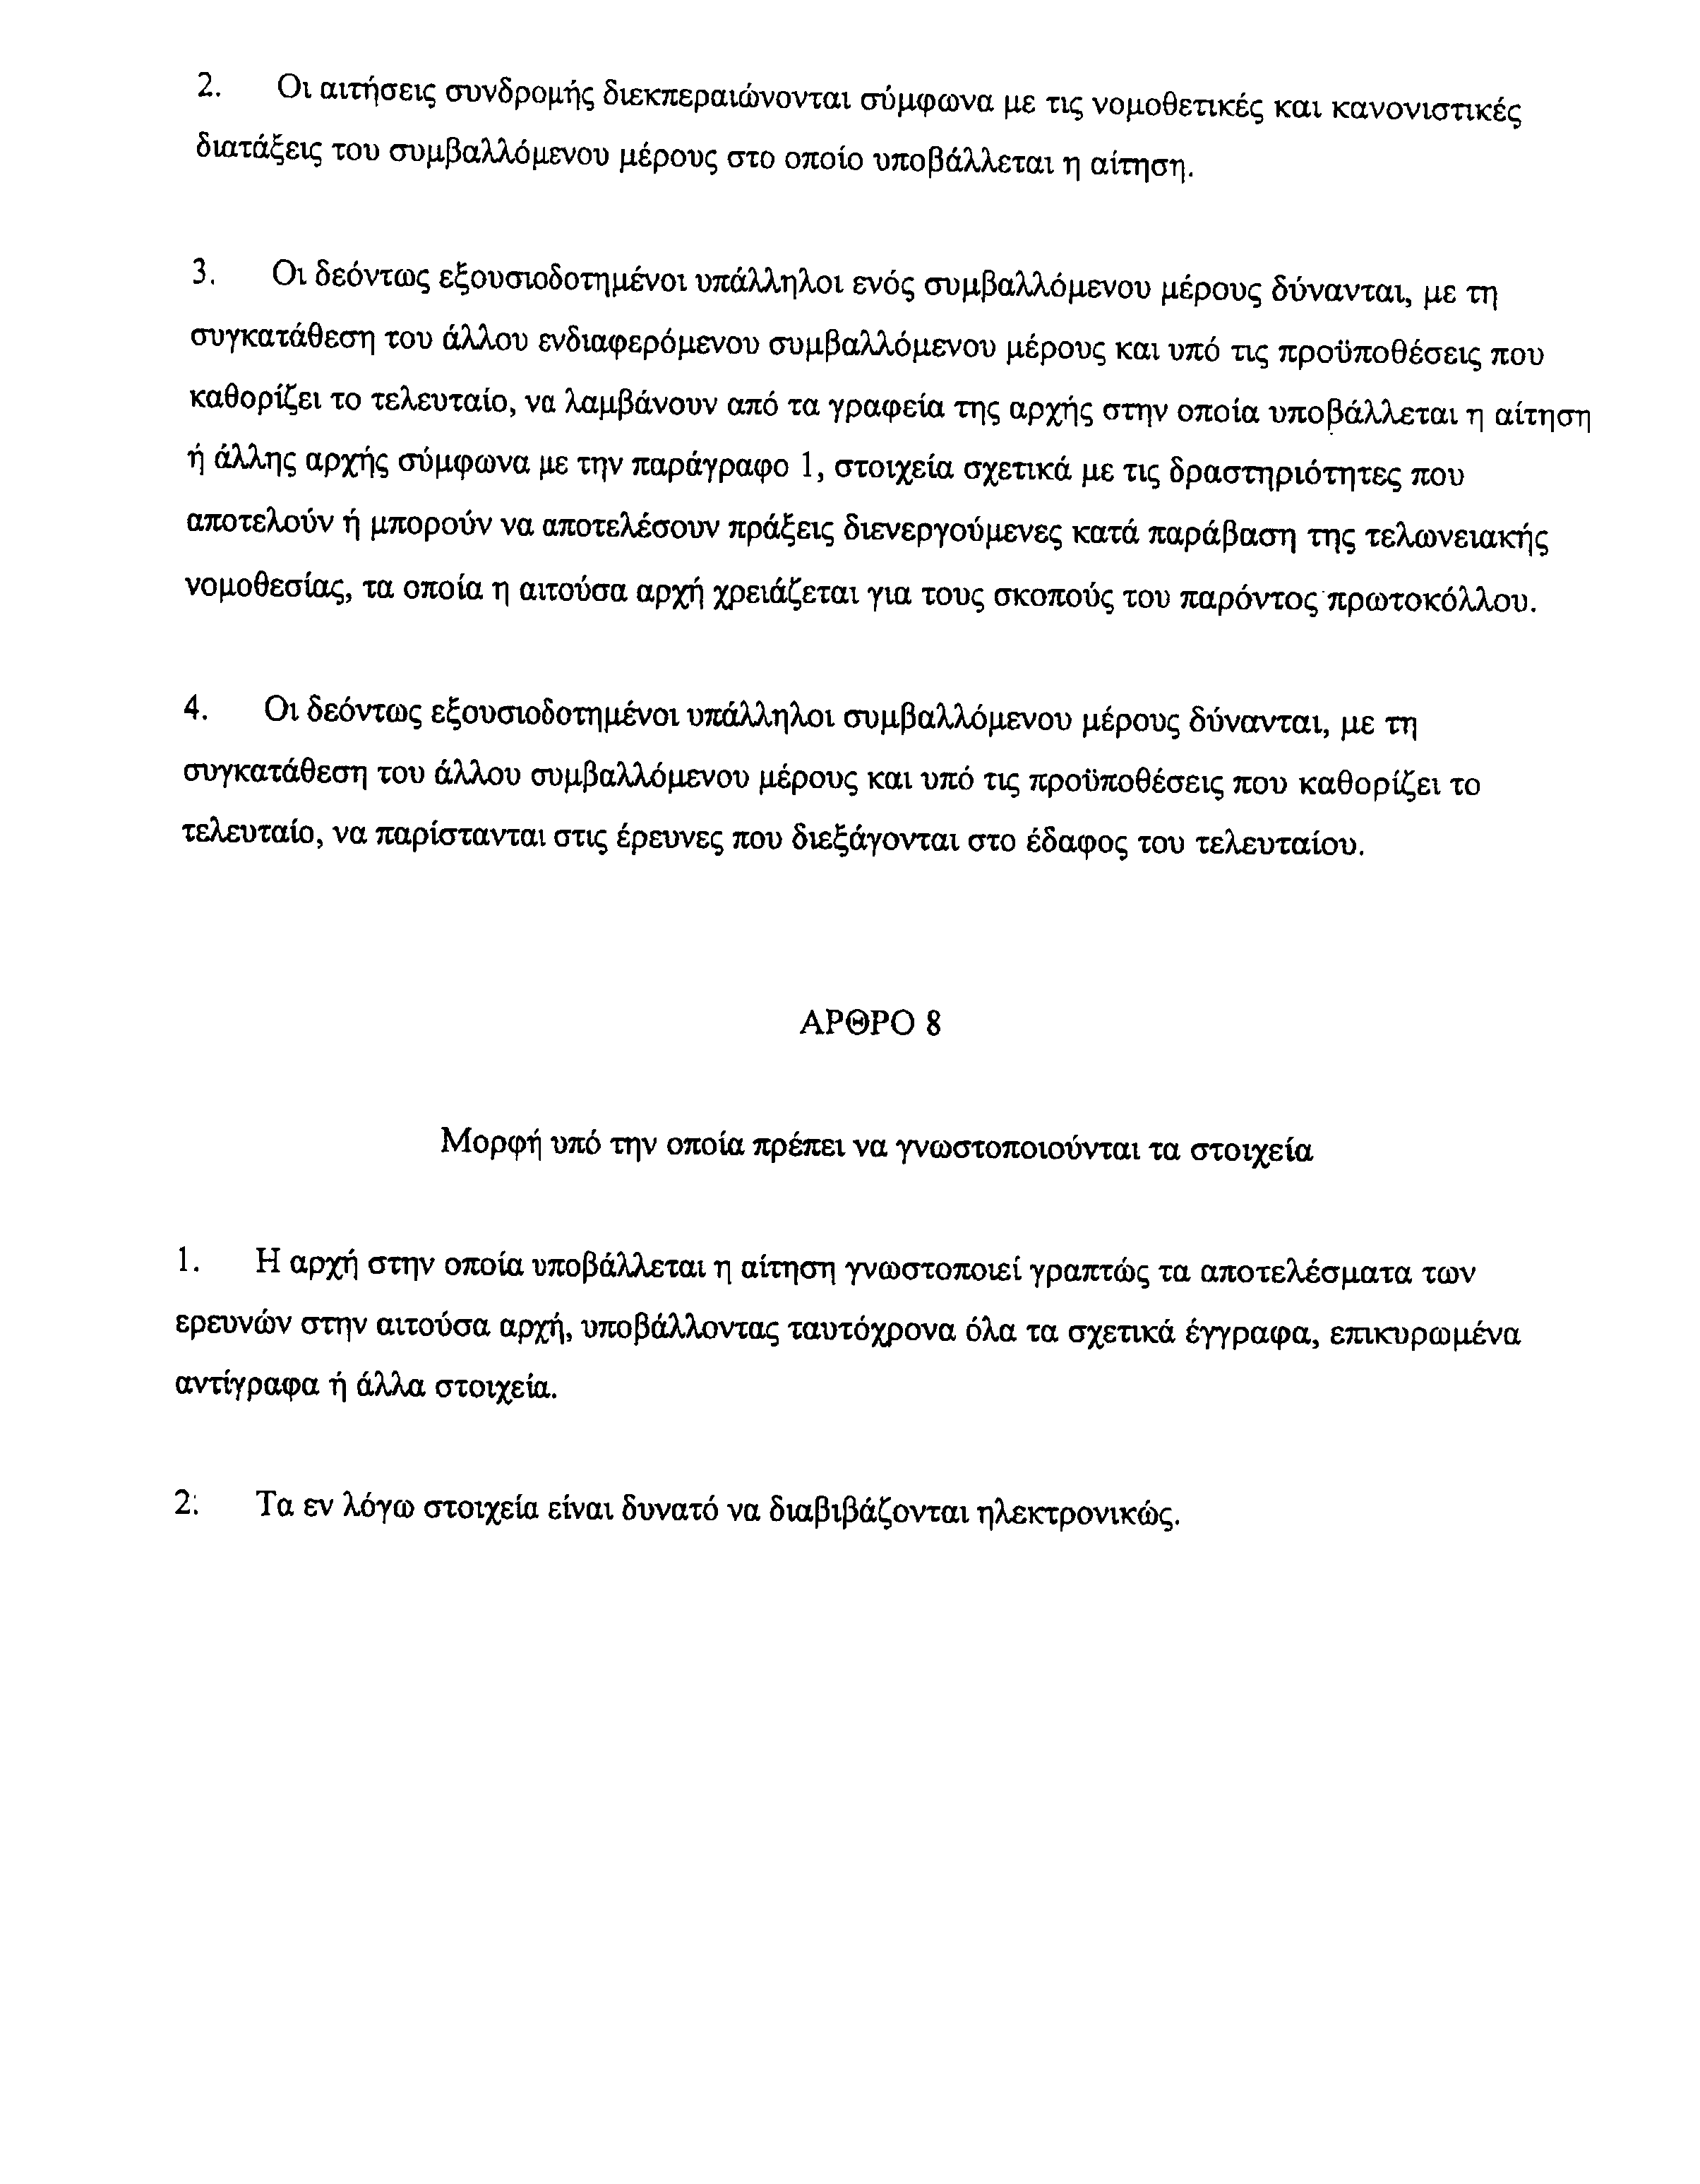 2. Οι αιτήσεις συνδρομής διεκπεραιώνονται σύμφωνα με τις νομοθετικές και κανονιστικές
διατάξεις του συμβαλλόμενου μέρους στο οποίο υποβάλλεται η αίτηση.
3. Οι δεόντως εξουσιοδοτημένοι υπάλληλοι ενός συμβαλλόμενου μέρους δύνανται, με τη
συγκατάθεση του άλλου ενδιαφερόμενου συμβαλλόμενου μέρους και υπό τις προϋποθέσεις που
καθορίζει το τελευταίο, να λαμβάνουν από τα γραφεία της αρχής στην οποία υποβάλλεται η αίτηση
ή άλλης αρχής σύμφωνα με την παράγραφο 1, στοιχεία σχετικά με τις δραστηριότητες που
αποτελούν ή μπορούν να αποτελέσουν πράξεις διενεργούμενες κατά παράβαση της τελωνειακής
νομοθεσίας, τα οποία η αιτούσα αρχή χρειάζεται για τους σκοπούς του παρόντος πρωτοκόλλου.
4. Οι δεόντως εξουσιοδοτημένοι υπάλληλοι συμβαλλόμενου μέρους δύνανται, με τη
συγκατάθεση του άλλου συμβαλλόμενου μέρους και υπό τις προϋποθέσεις που καθορίζει το
τελευταίο, να παρίστανται στις έρευνες που διεξάγονται στο έδαφος του τελευταίου.
ΑΡΘΡΟ 8
Μορφή υπό την οποία πρέπει να γνωστοποιούνται τα στοιχεία
1. Η αρχή στην οποία υποβάλλεται η αίτηση γνωστοποιεί γραπτώς τα αποτελέσματα των
ερευνών στην αιτούσα αρχή, υποβάλλοντας ταυτόχρονα όλα τα σχετικά έγγραφα, επικυρωμένα
αντίγραφα ή άλλα στοιχεία.
2. Τα εν λόγω στοιχεία είναι δυνατό να διαβιβάζονται ηλεκτρονικώς.